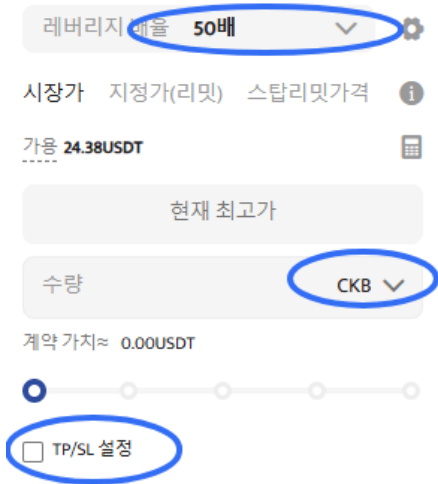 레버리지 배율 50배
시장가 지정가(리밋) 스탑리밋가격
가용 24.38USDT
현재 최고가
수량 CKB
계약 가치≈ 0.00USDT
TP/SL 설정